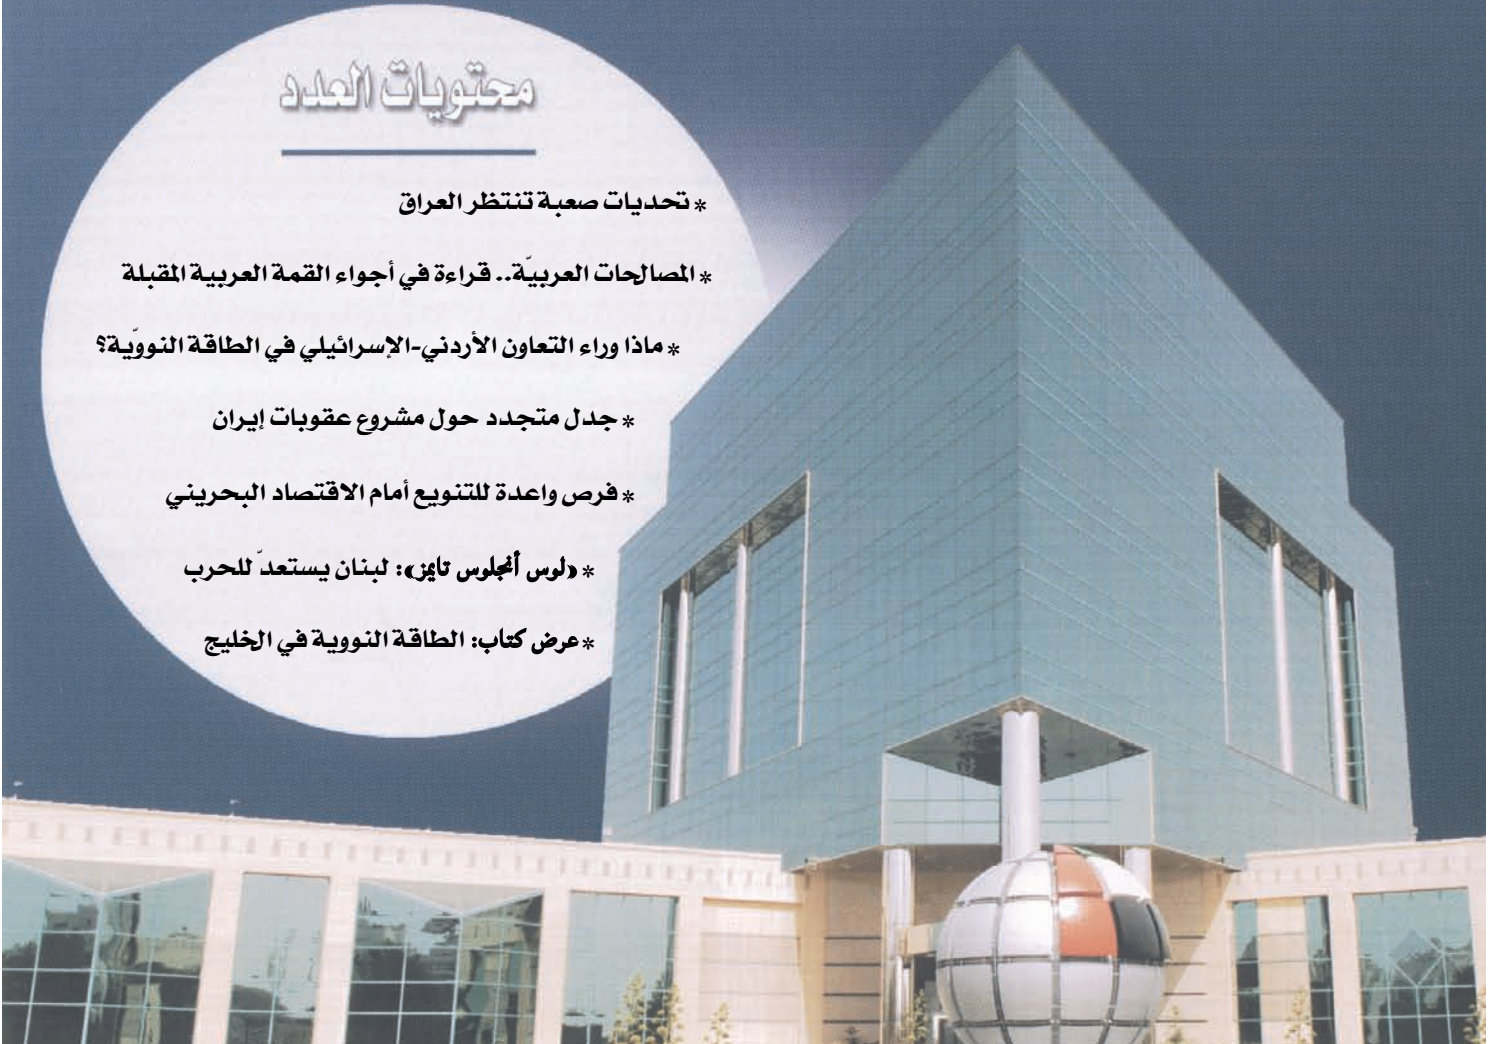 محتويات العدد
* تحديات صعبة تنتظر العراق
* المصالحات العربيّة.. قراءة في أجواء القمة العربية المقبلة
* ماذا وراء التعاون الأردني-الإسرائيلي في الطاقة النوويّة؟
* جدل متجدد حول مشروع عقوبات إيران
* فرص واعدة للتنويع أمام الاقتصاد البحريني
* «لوس أنجلوس تايمز»: لبنان يستعدّ للحرب
* عرض كتاب: الطاقة النووية في الخليج